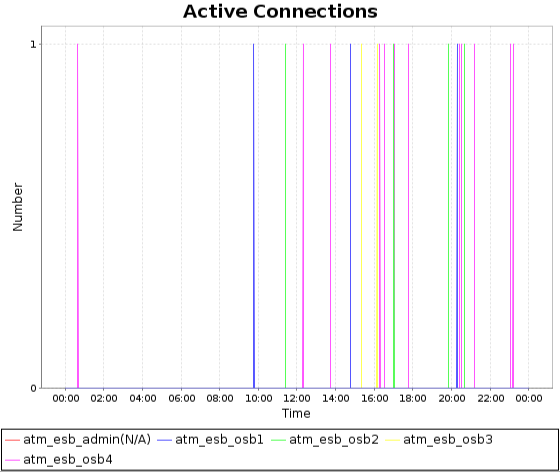 Active Connections
1
Number
0
00:00 02:00 04:00 06:00 08:00 10:00 12:00 14:00 16:00 18:00 20:00 22:00 00:00
Time
atm_esb_admin(N/A) atm_esb_osb1 atm_esb_osb2 atm_esb_osb3
atm_esb_osb4